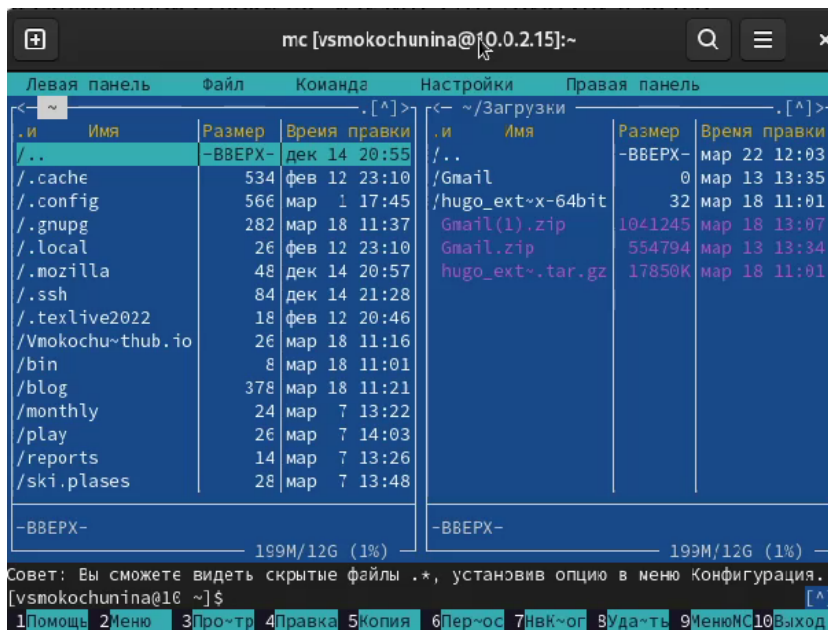 mc [vsmokochunina@10.0.2.15]:~
Левая панель Файл Команда Настройки Правая панель
<— ~ .[^]> <— ~/Загрузки .[^]>
.и Имя Размер Время правки .и Имя Размер Время правки
/.. -ВВЕРХ- дек 14 20:55 /.. -ВВЕРХ- мар 22 12:03
/.cache 534 фев 12 23:10 /Gmail 0 мар 13 13:35
/.config 566 мар 1 17:45 /hugo_ext~x-64bit 32 мар 18 11:01
/.gnupg 282 мар 18 11:37 Gmail(1).zip 1041245 мар 18 13:07
/.local 26 фев 12 23:10 Gmail.zip 554794 мар 13 13:34
/.mozilla 48 дек 14 20:57 hugo_ext~.tar.gz 17850K мар 18 11:01
/.ssh 84 дек 14 21:28
/.texlive2022 18 фев 12 20:46
/Vmokochu~thub.io 26 мар 18 11:16
/bin 8 мар 18 11:01
/blog 378 мар 18 11:21
/monthly 24 мар 7 13:22
/play 26 мар 7 14:03
/reports 14 мар 7 13:26
/ski.plases 28 мар 7 13:48
-ВВЕРХ- -ВВЕРХ-
199M/12G (1%) 199M/12G (1%)
Совет: Вы сможете видеть скрытые файлы .*, установив опцию в меню Конфигурация.
[vsmokochunina@10 ~]$ [^]
1Помощь 2Меню 3Про~тр 4Правка 5Копия 6Пер~ос 7НвК~ог 8Уда~ть 9МенюMC 10Выход